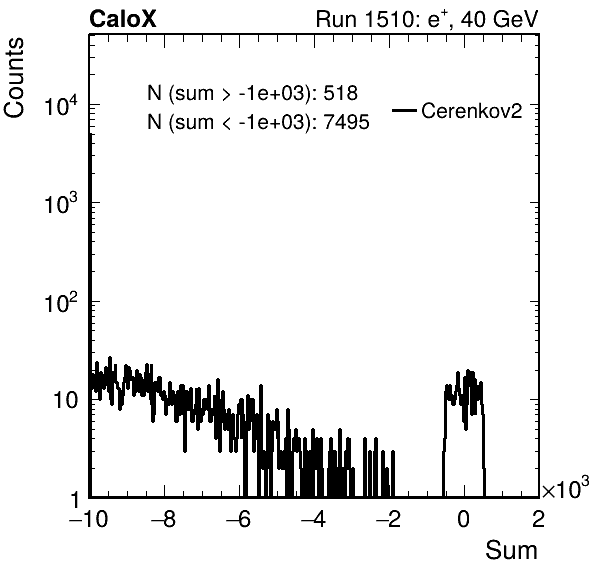 CaloX Run 1510: e⁺, 40 GeV
Counts
N (sum > -1e+03): 518
N (sum < -1e+03): 7495
Cerenkov2
10⁴
10³
10²
10
1
−10 −8 −6 −4 −2 0 2
×10³
Sum